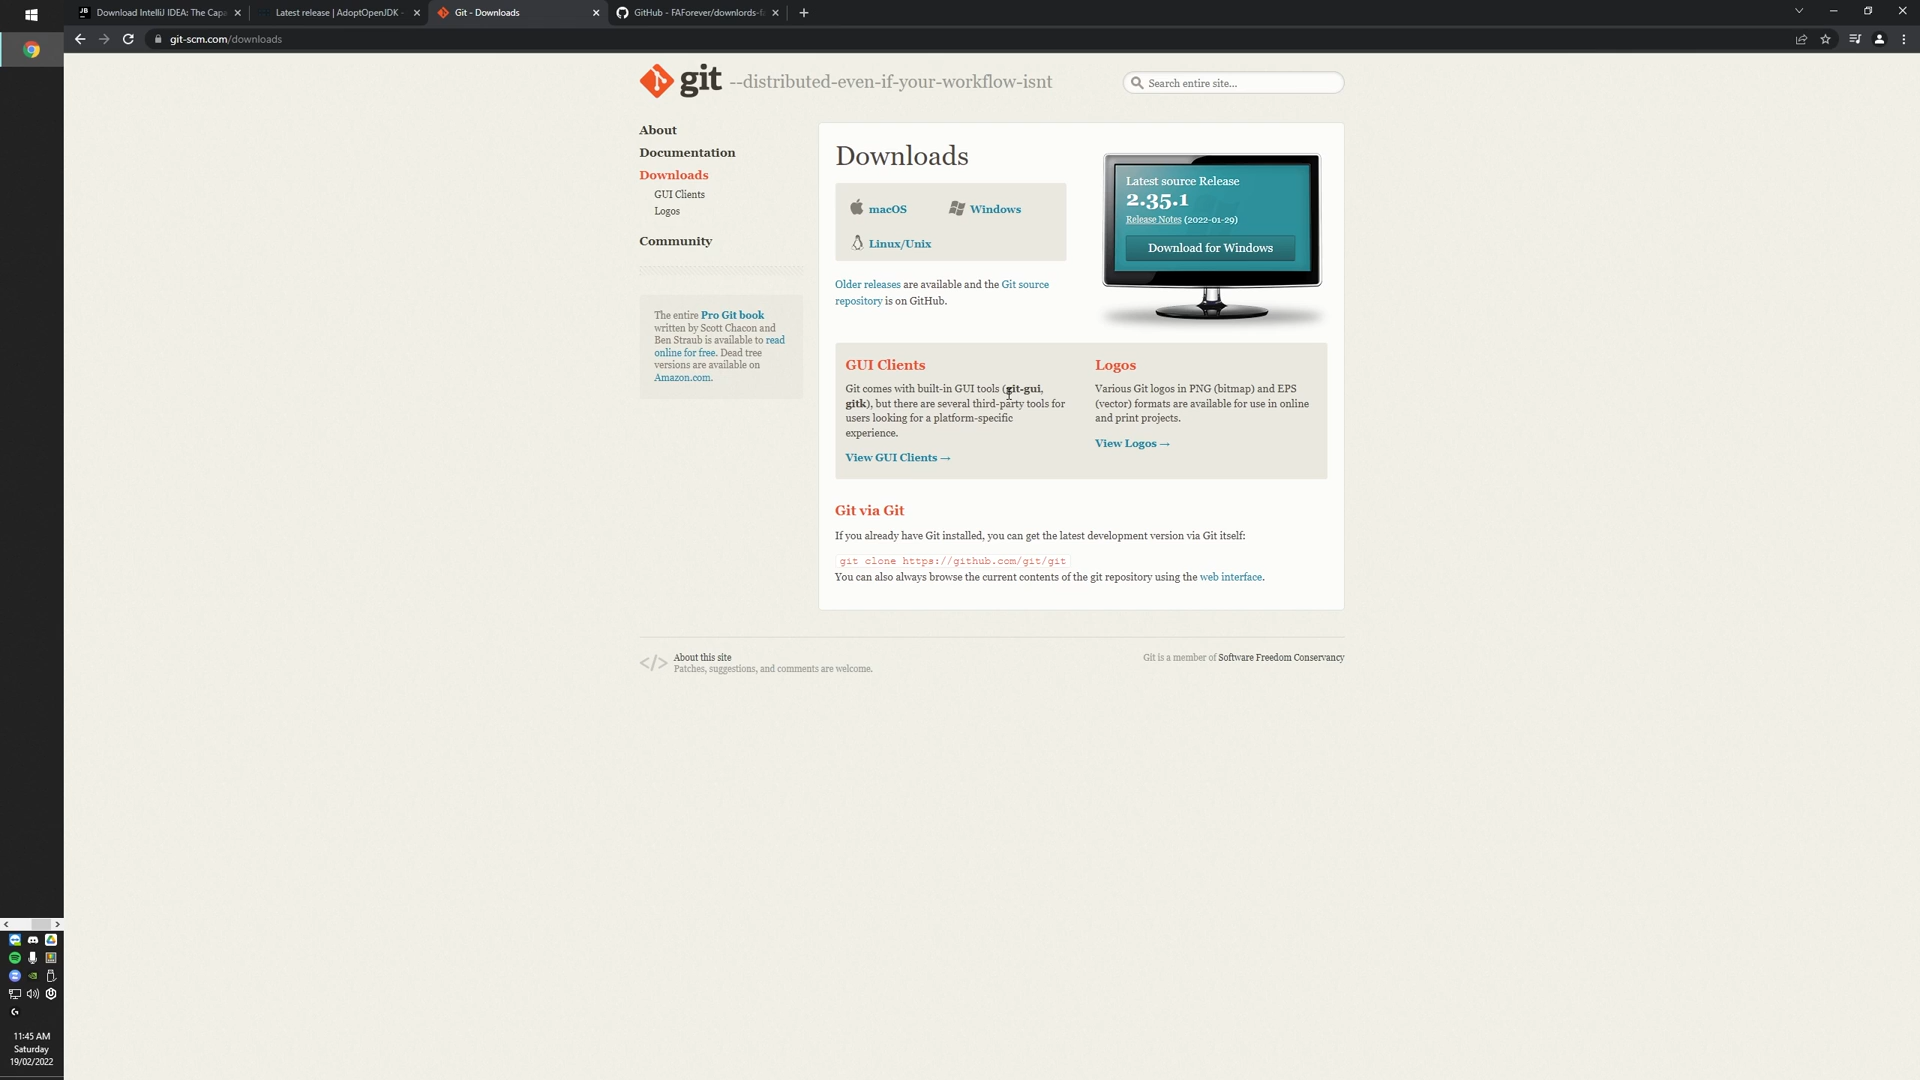 Download IntelliJ IDEA: The Capa
Latest release | AdoptOpenJDK -
Git - Downloads
GitHub - FAForever/downlords-fa
git-scm.com/downloads
git --distributed-even-if-your-workflow-isnt
Search entire site...
About
Documentation
Downloads
GUI Clients
Logos
Community
The entire Pro Git book
written by Scott Chacon and
Ben Straub is available to read
online for free. Dead tree
versions are available on
Amazon.com.
Downloads
macOS
Windows
Linux/Unix
Older releases are available and the Git source
repository is on GitHub.
Latest source Release
2.35.1
Release Notes (2022-01-29)
Download for Windows
GUI Clients
Git comes with built-in GUI tools (git-gui,
gitk), but there are several third-party tools for
users looking for a platform-specific
experience.
View GUI Clients →
Logos
Various Git logos in PNG (bitmap) and EPS
(vector) formats are available for use in online
and print projects.
View Logos →
Git via Git
If you already have Git installed, you can get the latest development version via Git itself:
git clone https://github.com/git/git
You can also always browse the current contents of the git repository using the web interface.
</> About this site
Patches, suggestions, and comments are welcome.
Git is a member of Software Freedom Conservancy
11:45 AM
Saturday
19/02/2022